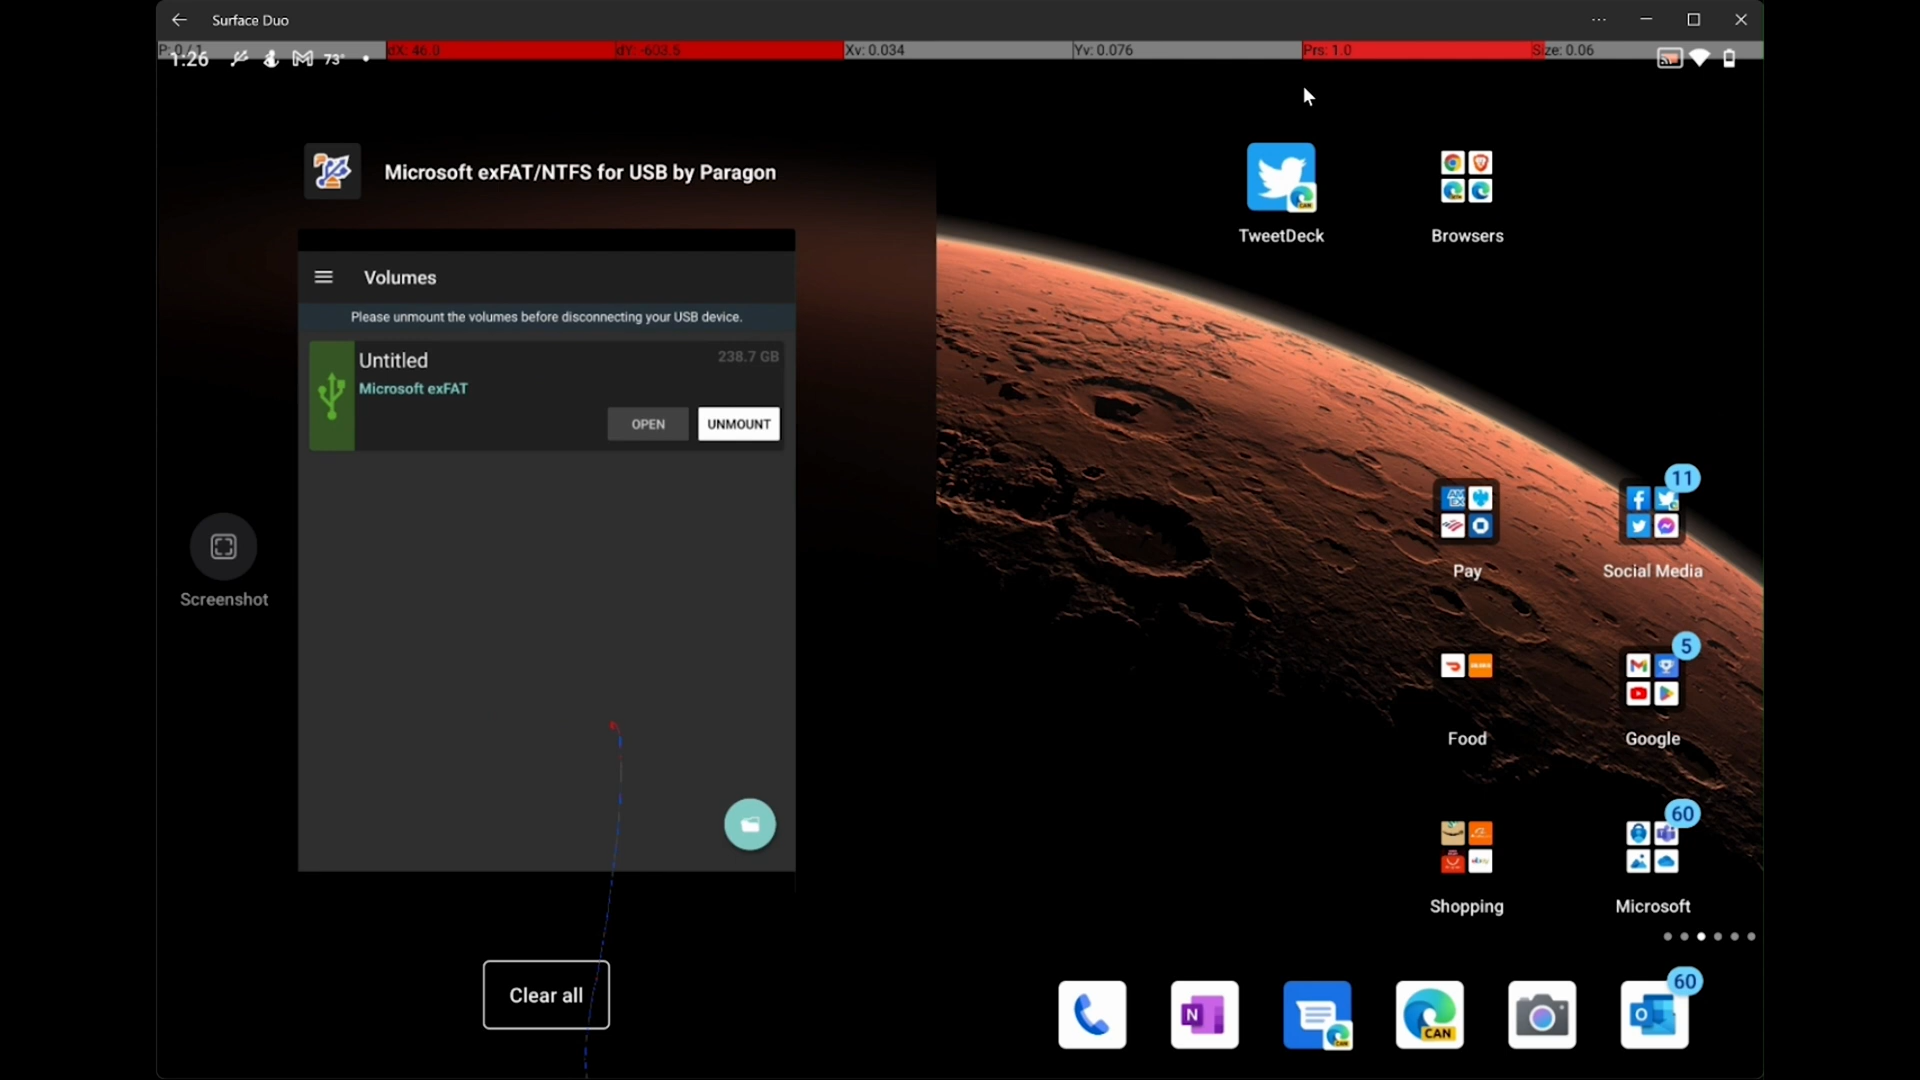 Surface Duo
P: 0 / 1 dX: 46.0 dY: -603.5 Xv: 0.034 Yv: 0.076 Prs: 1.0 Size: 0.06
1:26 73°
Microsoft exFAT/NTFS for USB by Paragon
TweetDeck Browsers
Volumes
Please unmount the volumes before disconnecting your USB device.
Untitled 238.7 GB
Microsoft exFAT
OPEN UNMOUNT
Screenshot
11
Pay Social Media
5
Food Google
60
Shopping Microsoft
Clear all
60
CAN